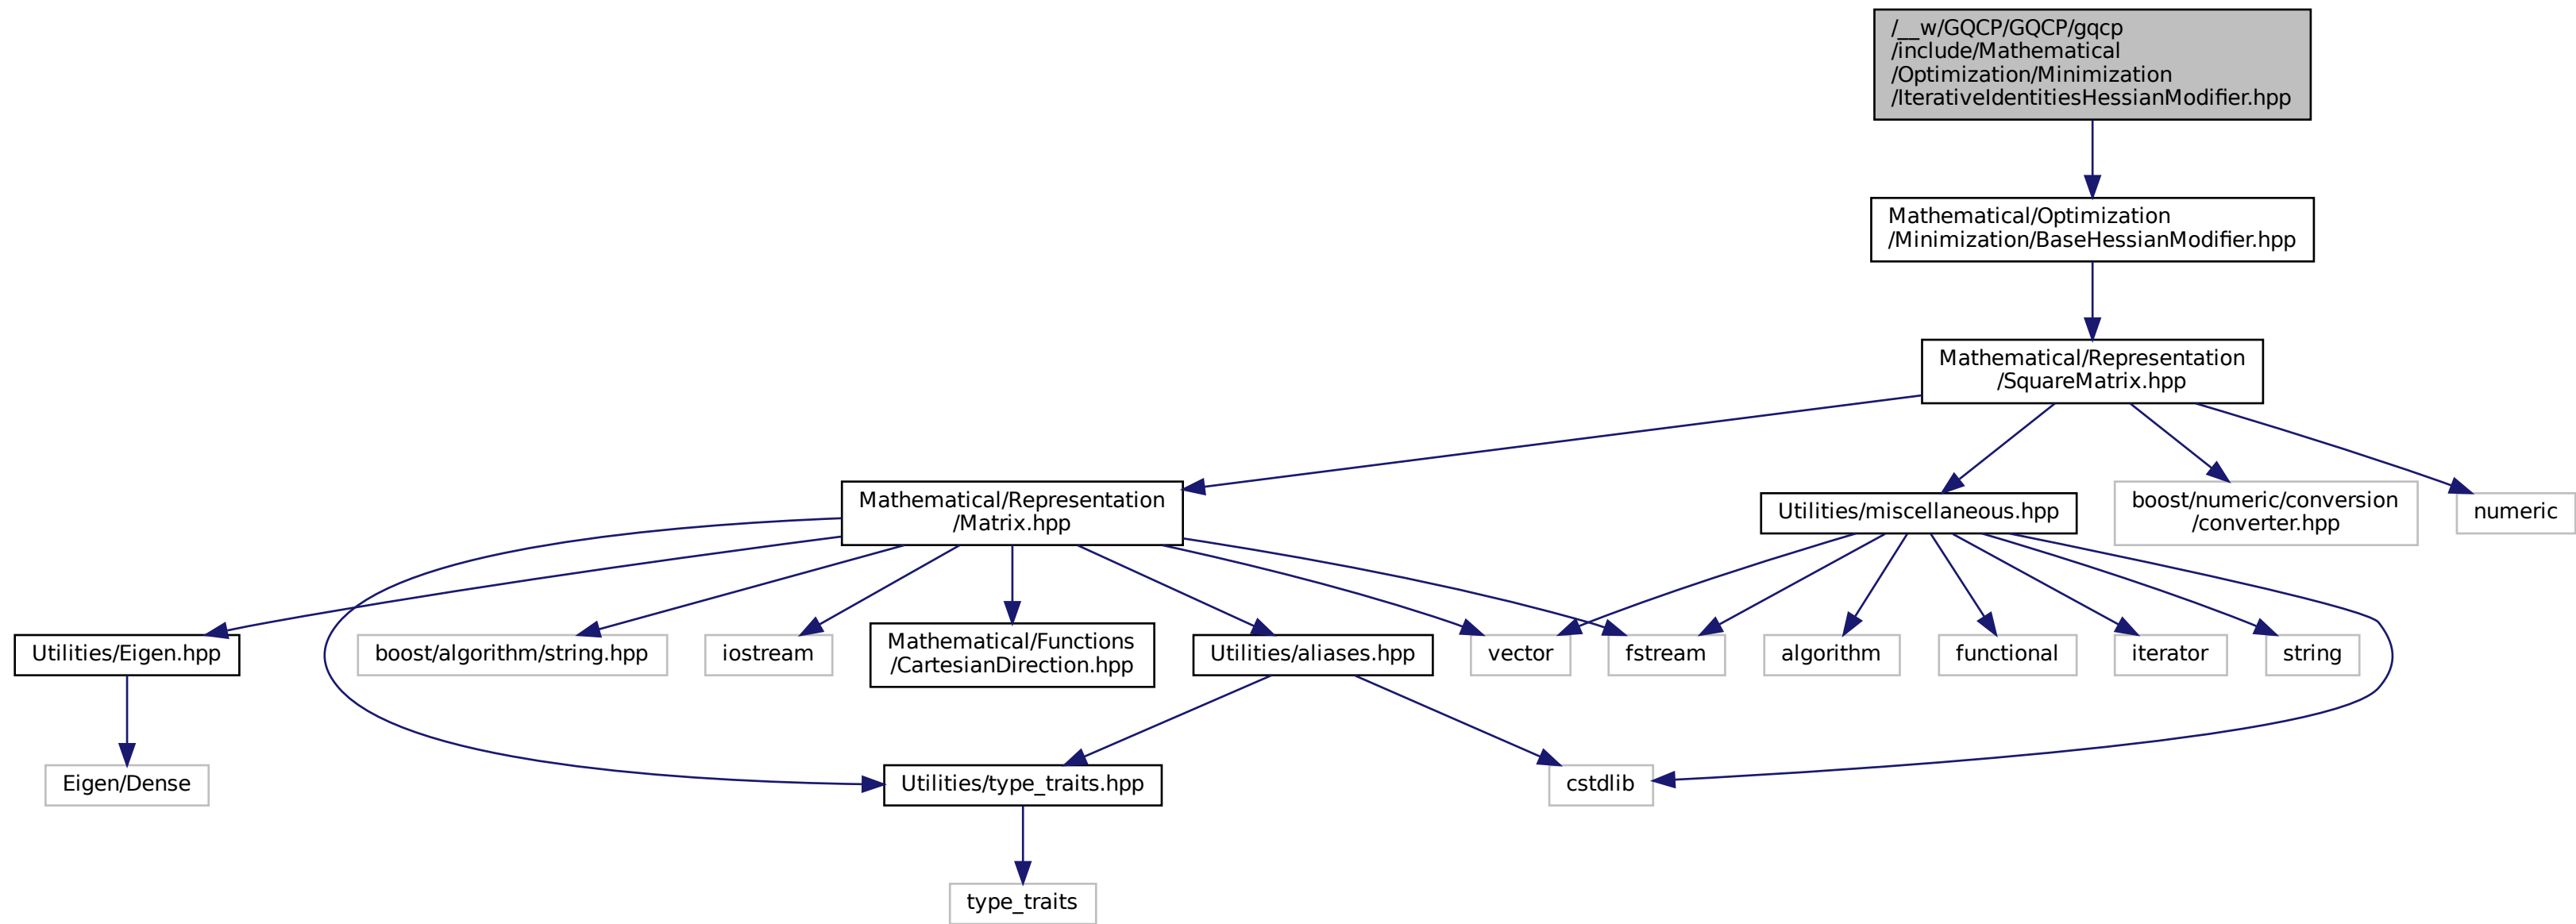 /__w/GQCP/GQCP/gqcp
/include/Mathematical
/Optimization/Minimization
/IterativeIdentitiesHessianModifier.hpp
Mathematical/Optimization
/Minimization/BaseHessianModifier.hpp
Mathematical/Representation
/SquareMatrix.hpp
Mathematical/Representation
/Matrix.hpp
Utilities/miscellaneous.hpp
boost/numeric/conversion
/converter.hpp
numeric
Utilities/Eigen.hpp
boost/algorithm/string.hpp
iostream
Mathematical/Functions
/CartesianDirection.hpp
Utilities/aliases.hpp
vector
fstream
algorithm
functional
iterator
string
Eigen/Dense
Utilities/type_traits.hpp
cstdlib
type_traits